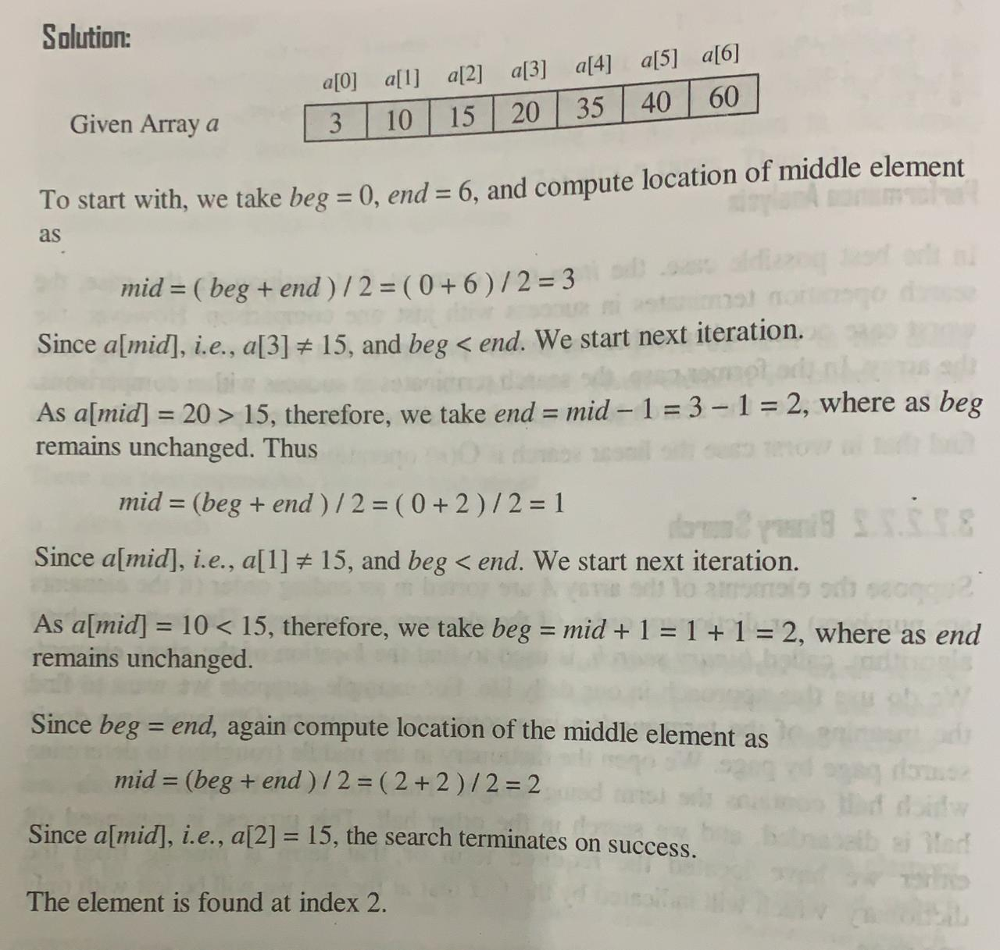 Solution:
a[0] a[1] a[2] a[3] a[4] a[5] a[6]
Given Array a 3 10 15 20 35 40 60
To start with, we take beg = 0, end = 6, and compute location of middle element
as
mid = ( beg + end ) / 2 = ( 0 + 6 ) / 2 = 3
Since a[mid], i.e., a[3] ≠ 15, and beg < end. We start next iteration.
As a[mid] = 20 > 15, therefore, we take end = mid – 1 = 3 – 1 = 2, where as beg
remains unchanged. Thus
mid = (beg + end ) / 2 = ( 0 + 2 ) / 2 = 1
Since a[mid], i.e., a[1] ≠ 15, and beg < end. We start next iteration.
As a[mid] = 10 < 15, therefore, we take beg = mid + 1 = 1 + 1 = 2, where as end
remains unchanged.
Since beg = end, again compute location of the middle element as
mid = (beg + end ) / 2 = ( 2 + 2 ) / 2 = 2
Since a[mid], i.e., a[2] = 15, the search terminates on success.
The element is found at index 2.